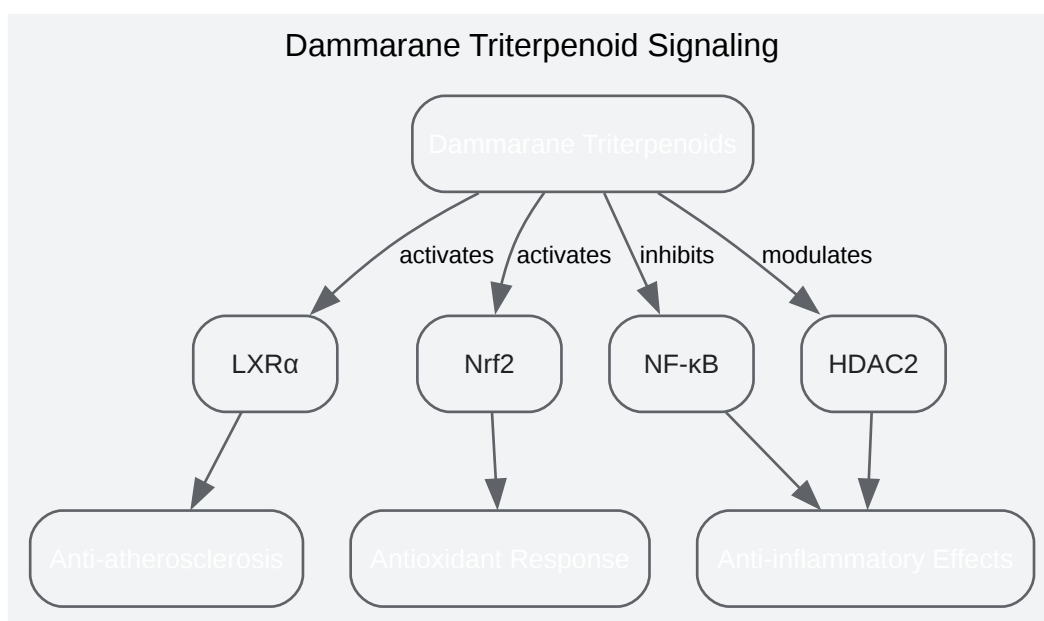 Dammarane Triterpenoid Signaling
Dammarane Triterpenoids
activates
activates
inhibits
modulates
LXRα
Nrf2
NF-κB
HDAC2
Anti-atherosclerosis
Antioxidant Response
Anti-inflammatory Effects